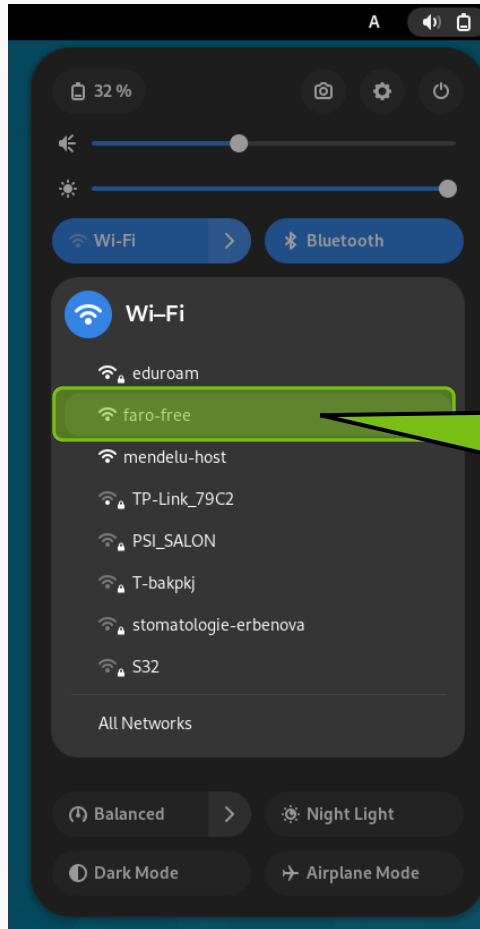 A
32 %
Wi-Fi
Bluetooth
Wi–Fi
eduroam
faro-free
mendelu-host
TP-Link_79C2
PSI_SALON
T-bakpkj
stomatologie-erbenova
S32
All Networks
Balanced
Night Light
Dark Mode
Airplane Mode